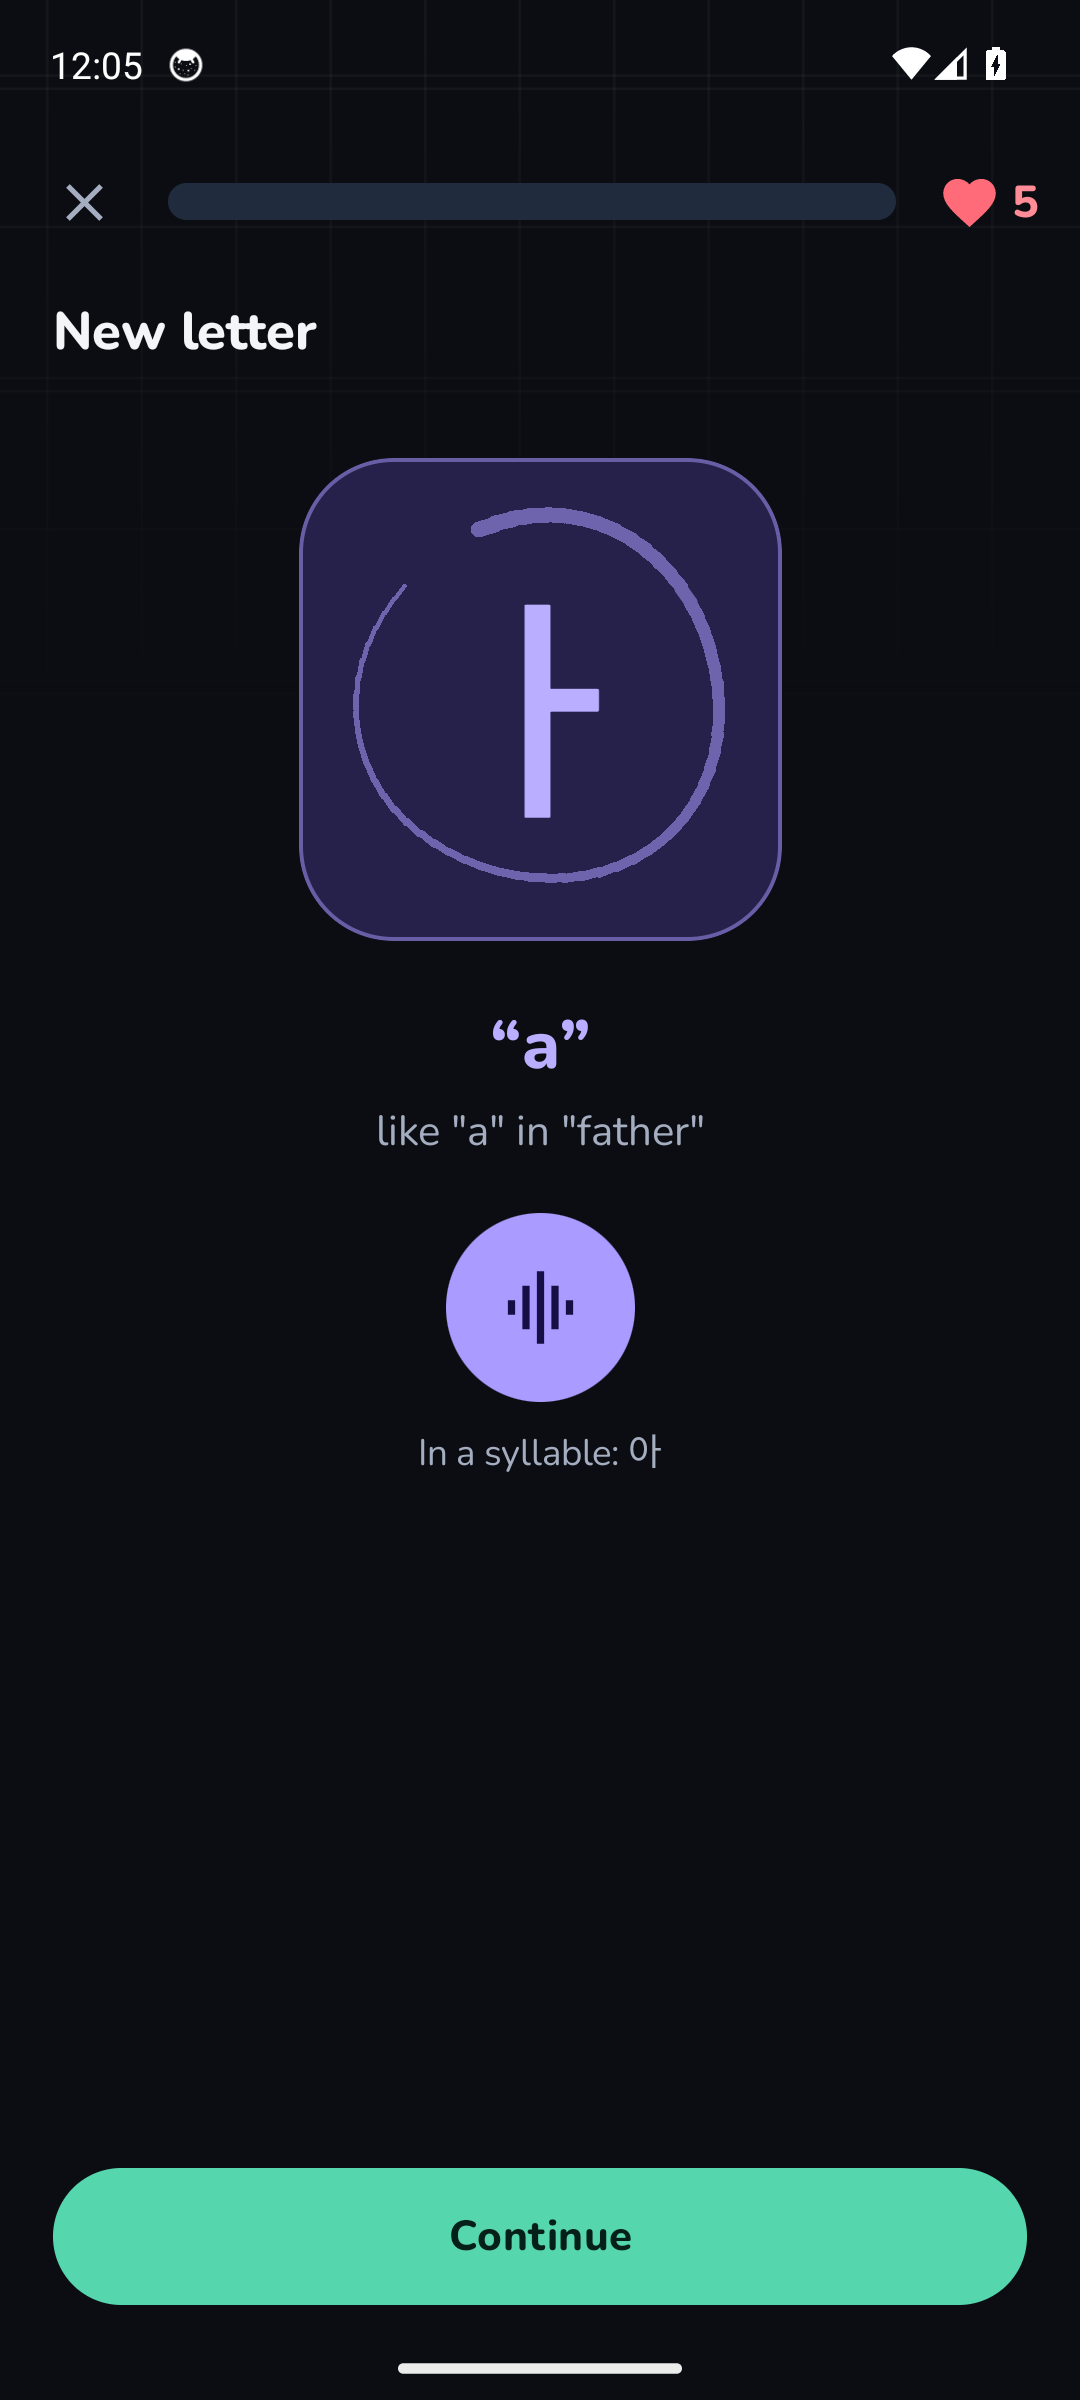 12:05
5
New letter
ㅏ
“a”
like "a" in "father"
In a syllable: 아
Continue